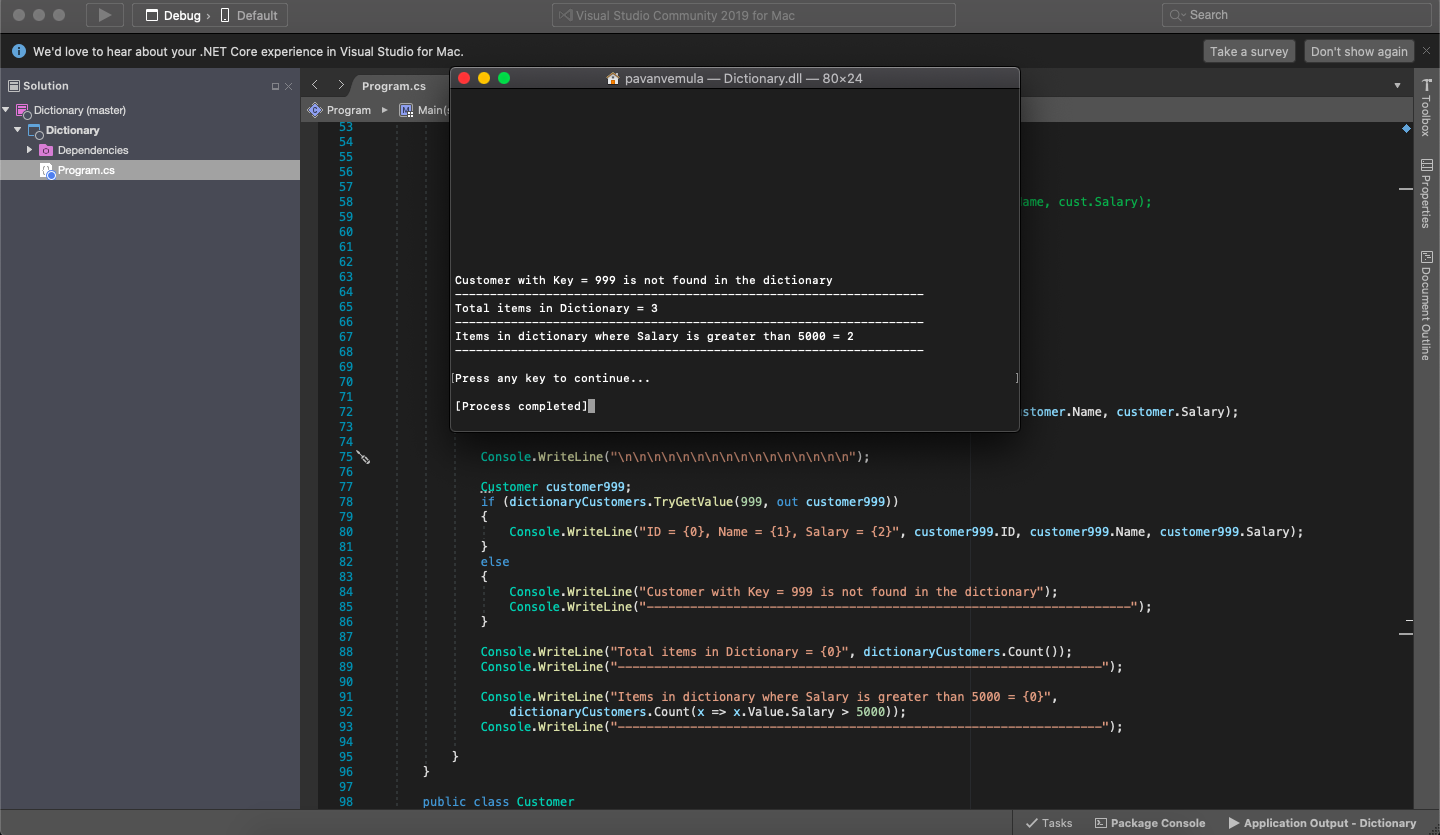 Debug › Default
Visual Studio Community 2019 for Mac
Search
We'd love to hear about your .NET Core experience in Visual Studio for Mac.
Take a survey
Don't show again
Solution
Dictionary (master)
Dictionary
Dependencies
Program.cs
Program.cs
Program
Main(s
pavanvemula — Dictionary.dll — 80×24
Customer with Key = 999 is not found in the dictionary
-------------------------------------------------------------------
Total items in Dictionary = 3
-------------------------------------------------------------------
Items in dictionary where Salary is greater than 5000 = 2
-------------------------------------------------------------------
[Press any key to continue... ]
[Process completed]
53
54
55
56
57
58 ame, cust.Salary);
59
60
61
62
63
64
65
66
67
68
69
70
71
72 stomer.Name, customer.Salary);
73
74
75 Console.WriteLine("\n\n\n\n\n\n\n\n\n\n\n\n\n\n\n\n");
76
77 Customer customer999;
78 if (dictionaryCustomers.TryGetValue(999, out customer999))
79 {
80 Console.WriteLine("ID = {0}, Name = {1}, Salary = {2}", customer999.ID, customer999.Name, customer999.Salary);
81 }
82 else
83 {
84 Console.WriteLine("Customer with Key = 999 is not found in the dictionary");
85 Console.WriteLine("-------------------------------------------------------------------");
86 }
87
88 Console.WriteLine("Total items in Dictionary = {0}", dictionaryCustomers.Count());
89 Console.WriteLine("-------------------------------------------------------------------");
90
91 Console.WriteLine("Items in dictionary where Salary is greater than 5000 = {0}",
92 dictionaryCustomers.Count(x => x.Value.Salary > 5000));
93 Console.WriteLine("-------------------------------------------------------------------");
94
95 }
96 }
97
98 public class Customer
Toolbox
Properties
Document Outline
Tasks
Package Console
Application Output - Dictionary